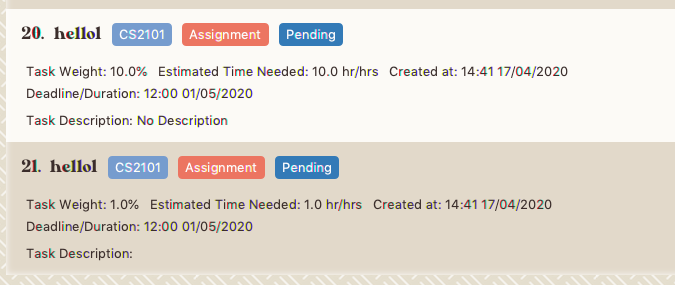 20. hello1 CS2101 Assignment Pending
Task Weight: 10.0% Estimated Time Needed: 10.0 hr/hrs Created at: 14:41 17/04/2020
Deadline/Duration: 12:00 01/05/2020
Task Description: No Description
21. hello1 CS2101 Assignment Pending
Task Weight: 1.0% Estimated Time Needed: 1.0 hr/hrs Created at: 14:41 17/04/2020
Deadline/Duration: 12:00 01/05/2020
Task Description: